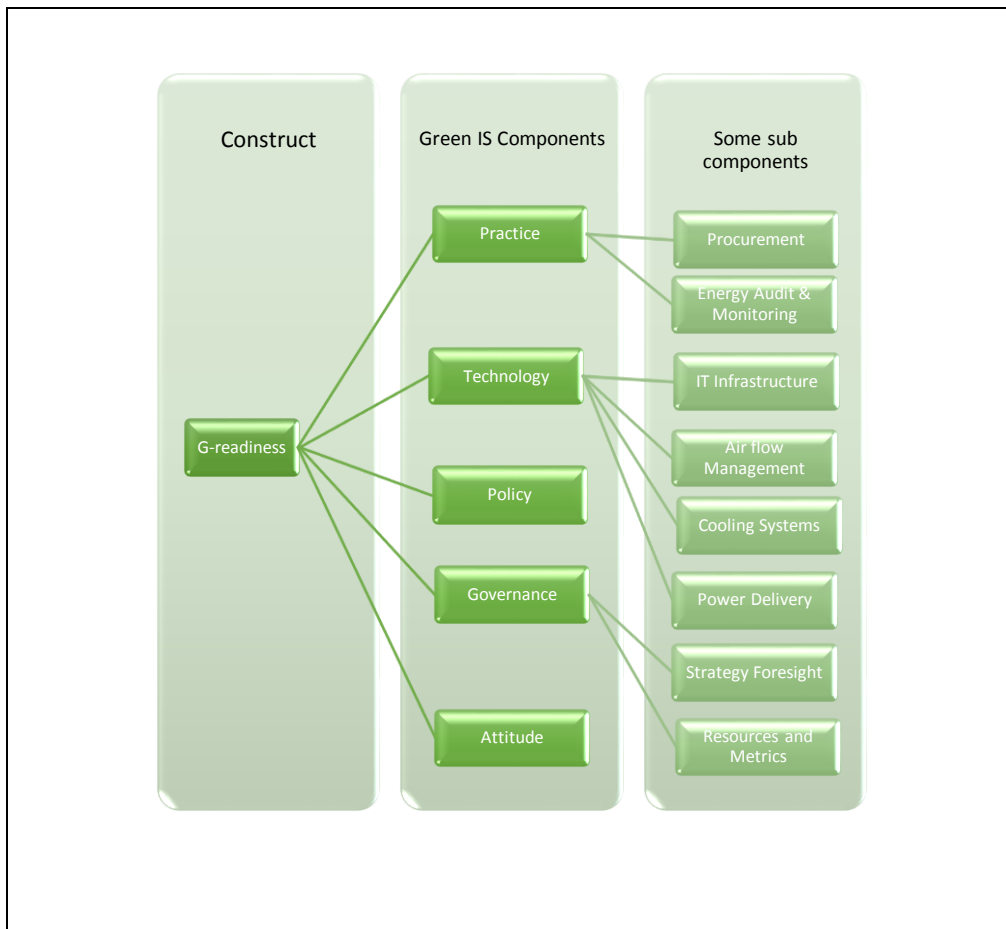 Construct
G-readiness
Green IS Components
Practice
Technology
Policy
Governance
Attitude
Some sub
components
Procurement
Energy Audit &
Monitoring
IT Infrastructure
Air flow
Management
Cooling Systems
Power Delivery
Strategy Foresight
Resources and
Metrics